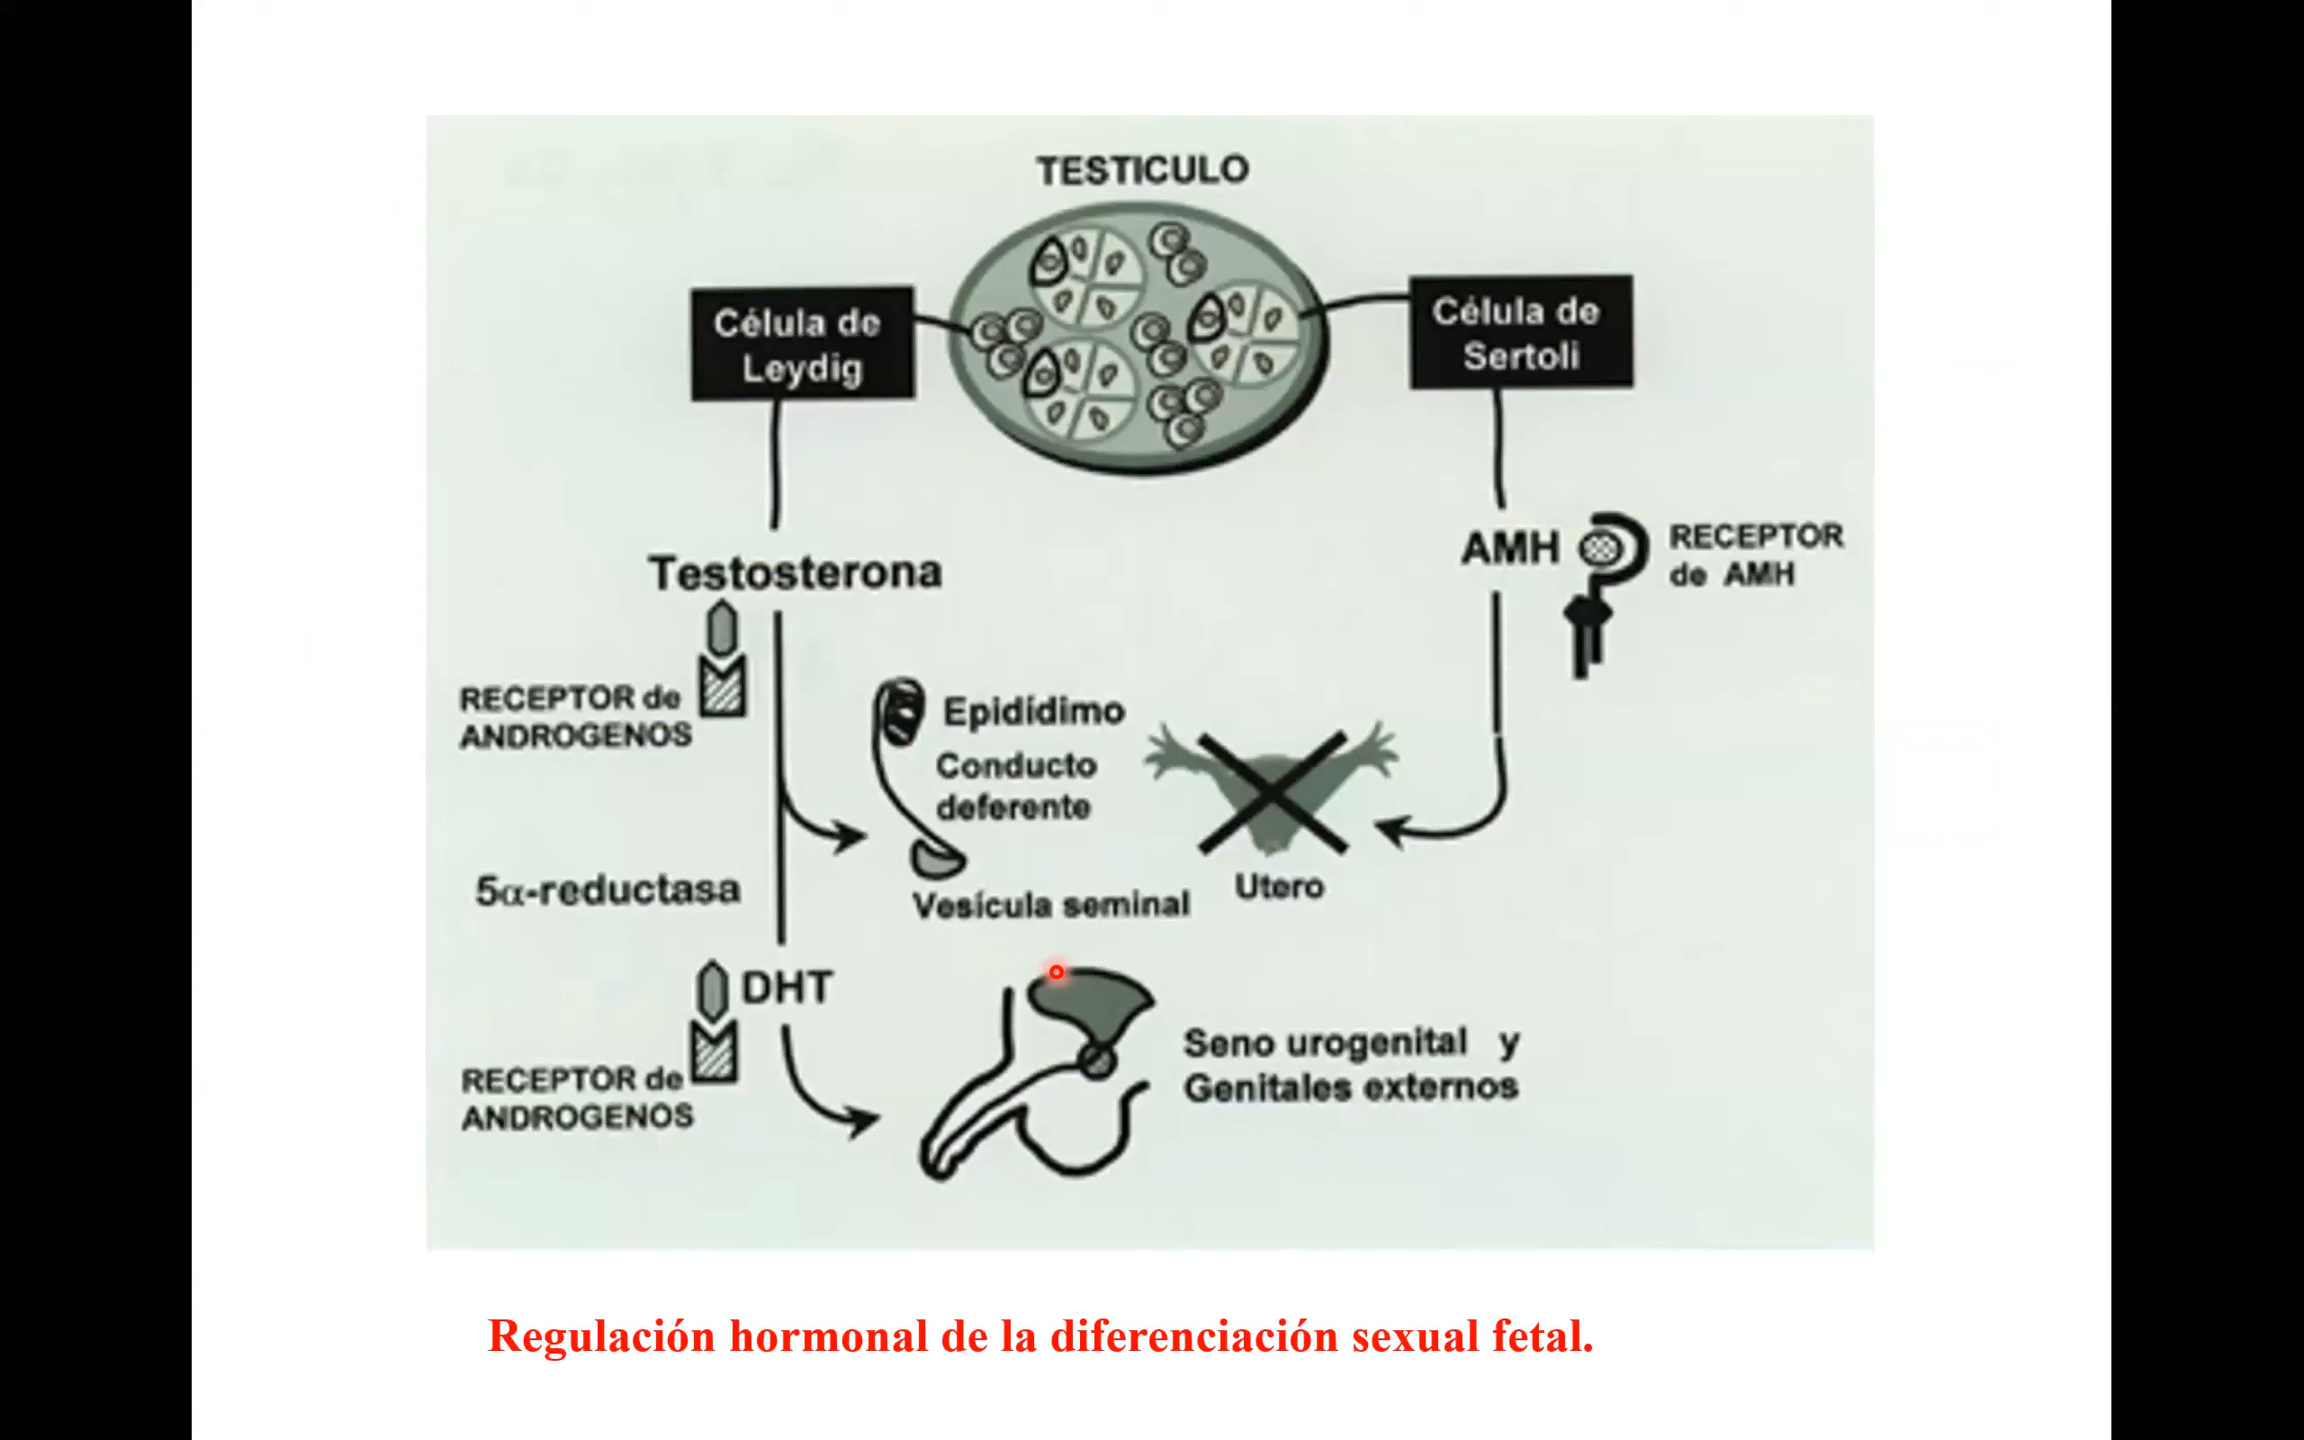 TESTICULO
Célula de
Leydig
Célula de
Sertoli
Testosterona
AMH
RECEPTOR
de AMH
RECEPTOR de
ANDROGENOS
Epidídimo
Conducto
deferente
Vesícula seminal
Utero
5α-reductasa
DHT
RECEPTOR de
ANDROGENOS
Seno urogenital y
Genitales externos
Regulación hormonal de la diferenciación sexual fetal.